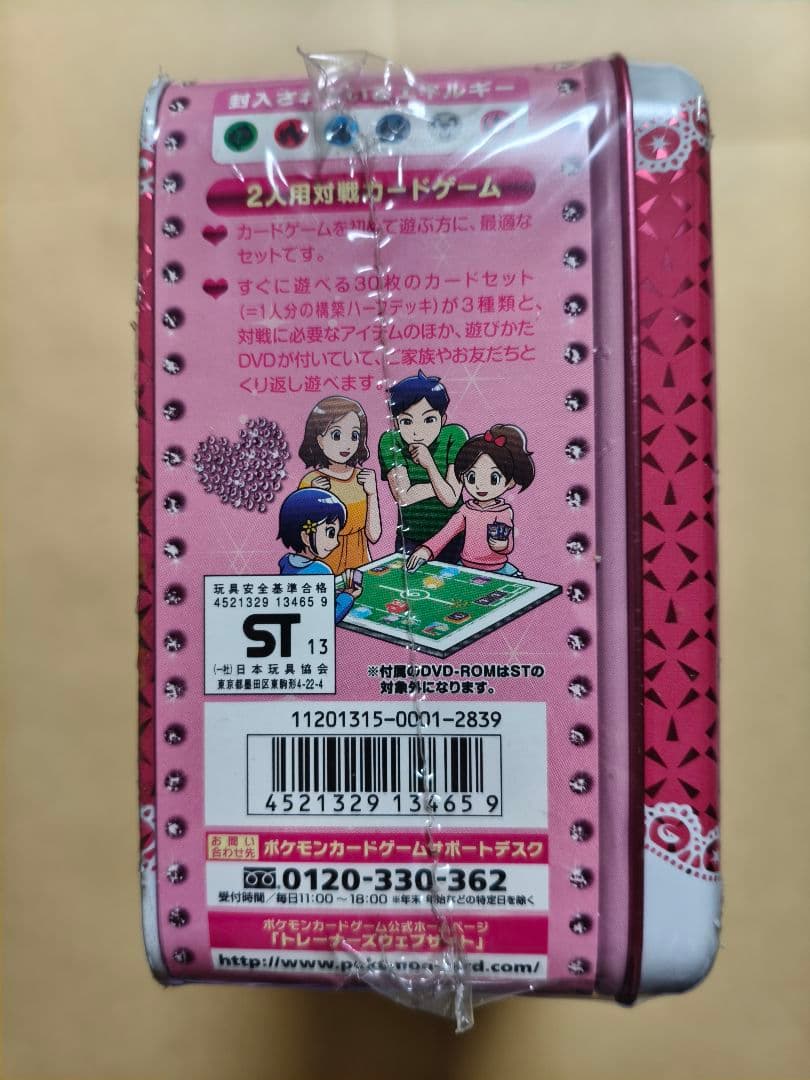 封入されているエネルギー
2人用対戦カードゲーム
カードゲームを初めて遊ぶ方に、最適な
セットです。
すぐに遊べる30枚のカードセット
(=1人分の構築ハーフデッキ)が3種類と、
対戦に必要なアイテムのほか、遊びかた
DVDが付いていて、ご家族やお友だちと
くり返し遊べます。
玩具安全基準合格
4521329 13465 9
ST 13
(一社)日本玩具協会
東京都墨田区東駒形4-22-4
※付属のDVD-ROMはSTの
対象外になります。
11201315-0001-2839
4521329 134659
お問い
合わせ先
ポケモンカードゲームサポートデスク
0120-330-362
受付時間/毎日11:00~18:00 ※年末年始などの特定日を除く
ポケモンカードゲーム公式ホームページ
「トレーナーズウェブサイト」
http://www.pokemon-card.com/